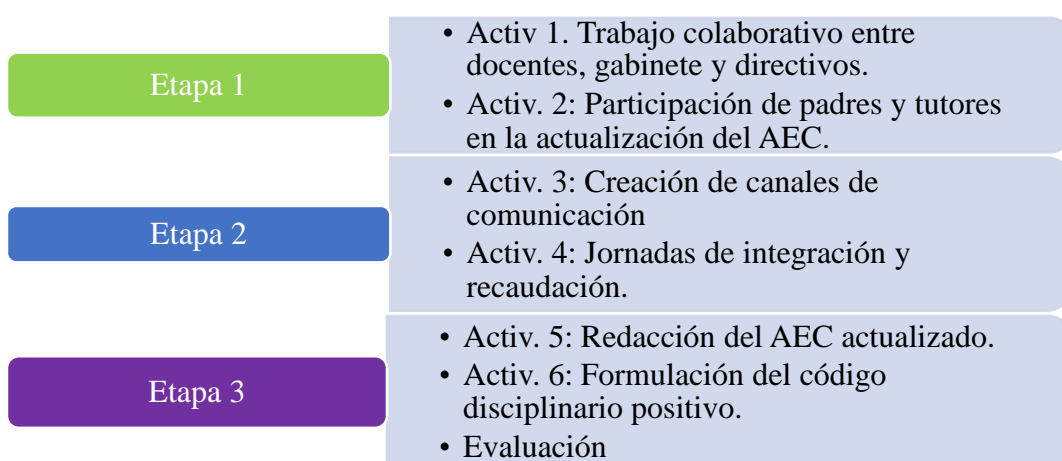 Etapa 1
• Activ 1. Trabajo colaborativo entre
docentes, gabinete y directivos.
• Activ. 2: Participación de padres y tutores
en la actualización del AEC.
Etapa 2
• Activ. 3: Creación de canales de
comunicación
• Activ. 4: Jornadas de integración y
recaudación.
Etapa 3
• Activ. 5: Redacción del AEC actualizado.
• Activ. 6: Formulación del código
disciplinario positivo.
• Evaluación